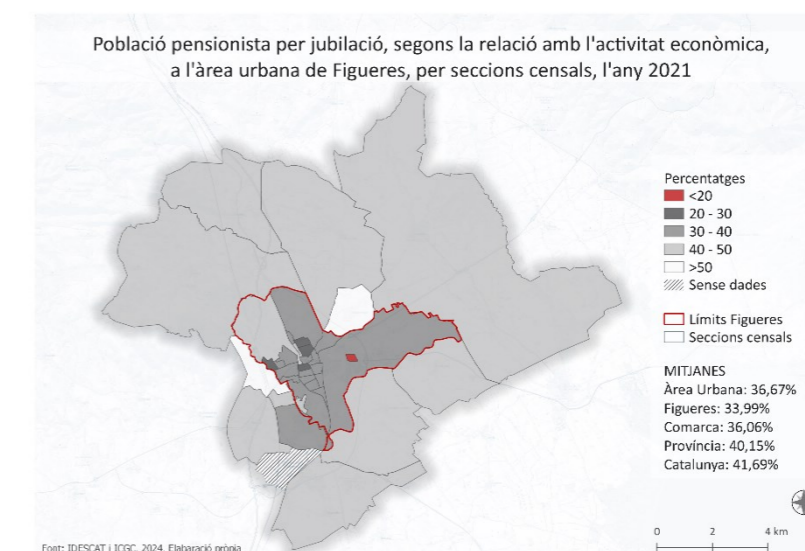 Població pensionista per jubilació, segons la relació amb l'activitat econòmica,
a l'àrea urbana de Figueres, per seccions censals, l'any 2021
Percentatges
<20
20 - 30
30 - 40
40 - 50
>50
Sense dades
Límits Figueres
Seccions censals
MITJANES
Àrea Urbana: 36,67%
Figueres: 33,99%
Comarca: 36,06%
Província: 40,15%
Catalunya: 41,69%
0 2 4 km
Font: IDESCAT i ICGC, 2024. Elabaració pròpia